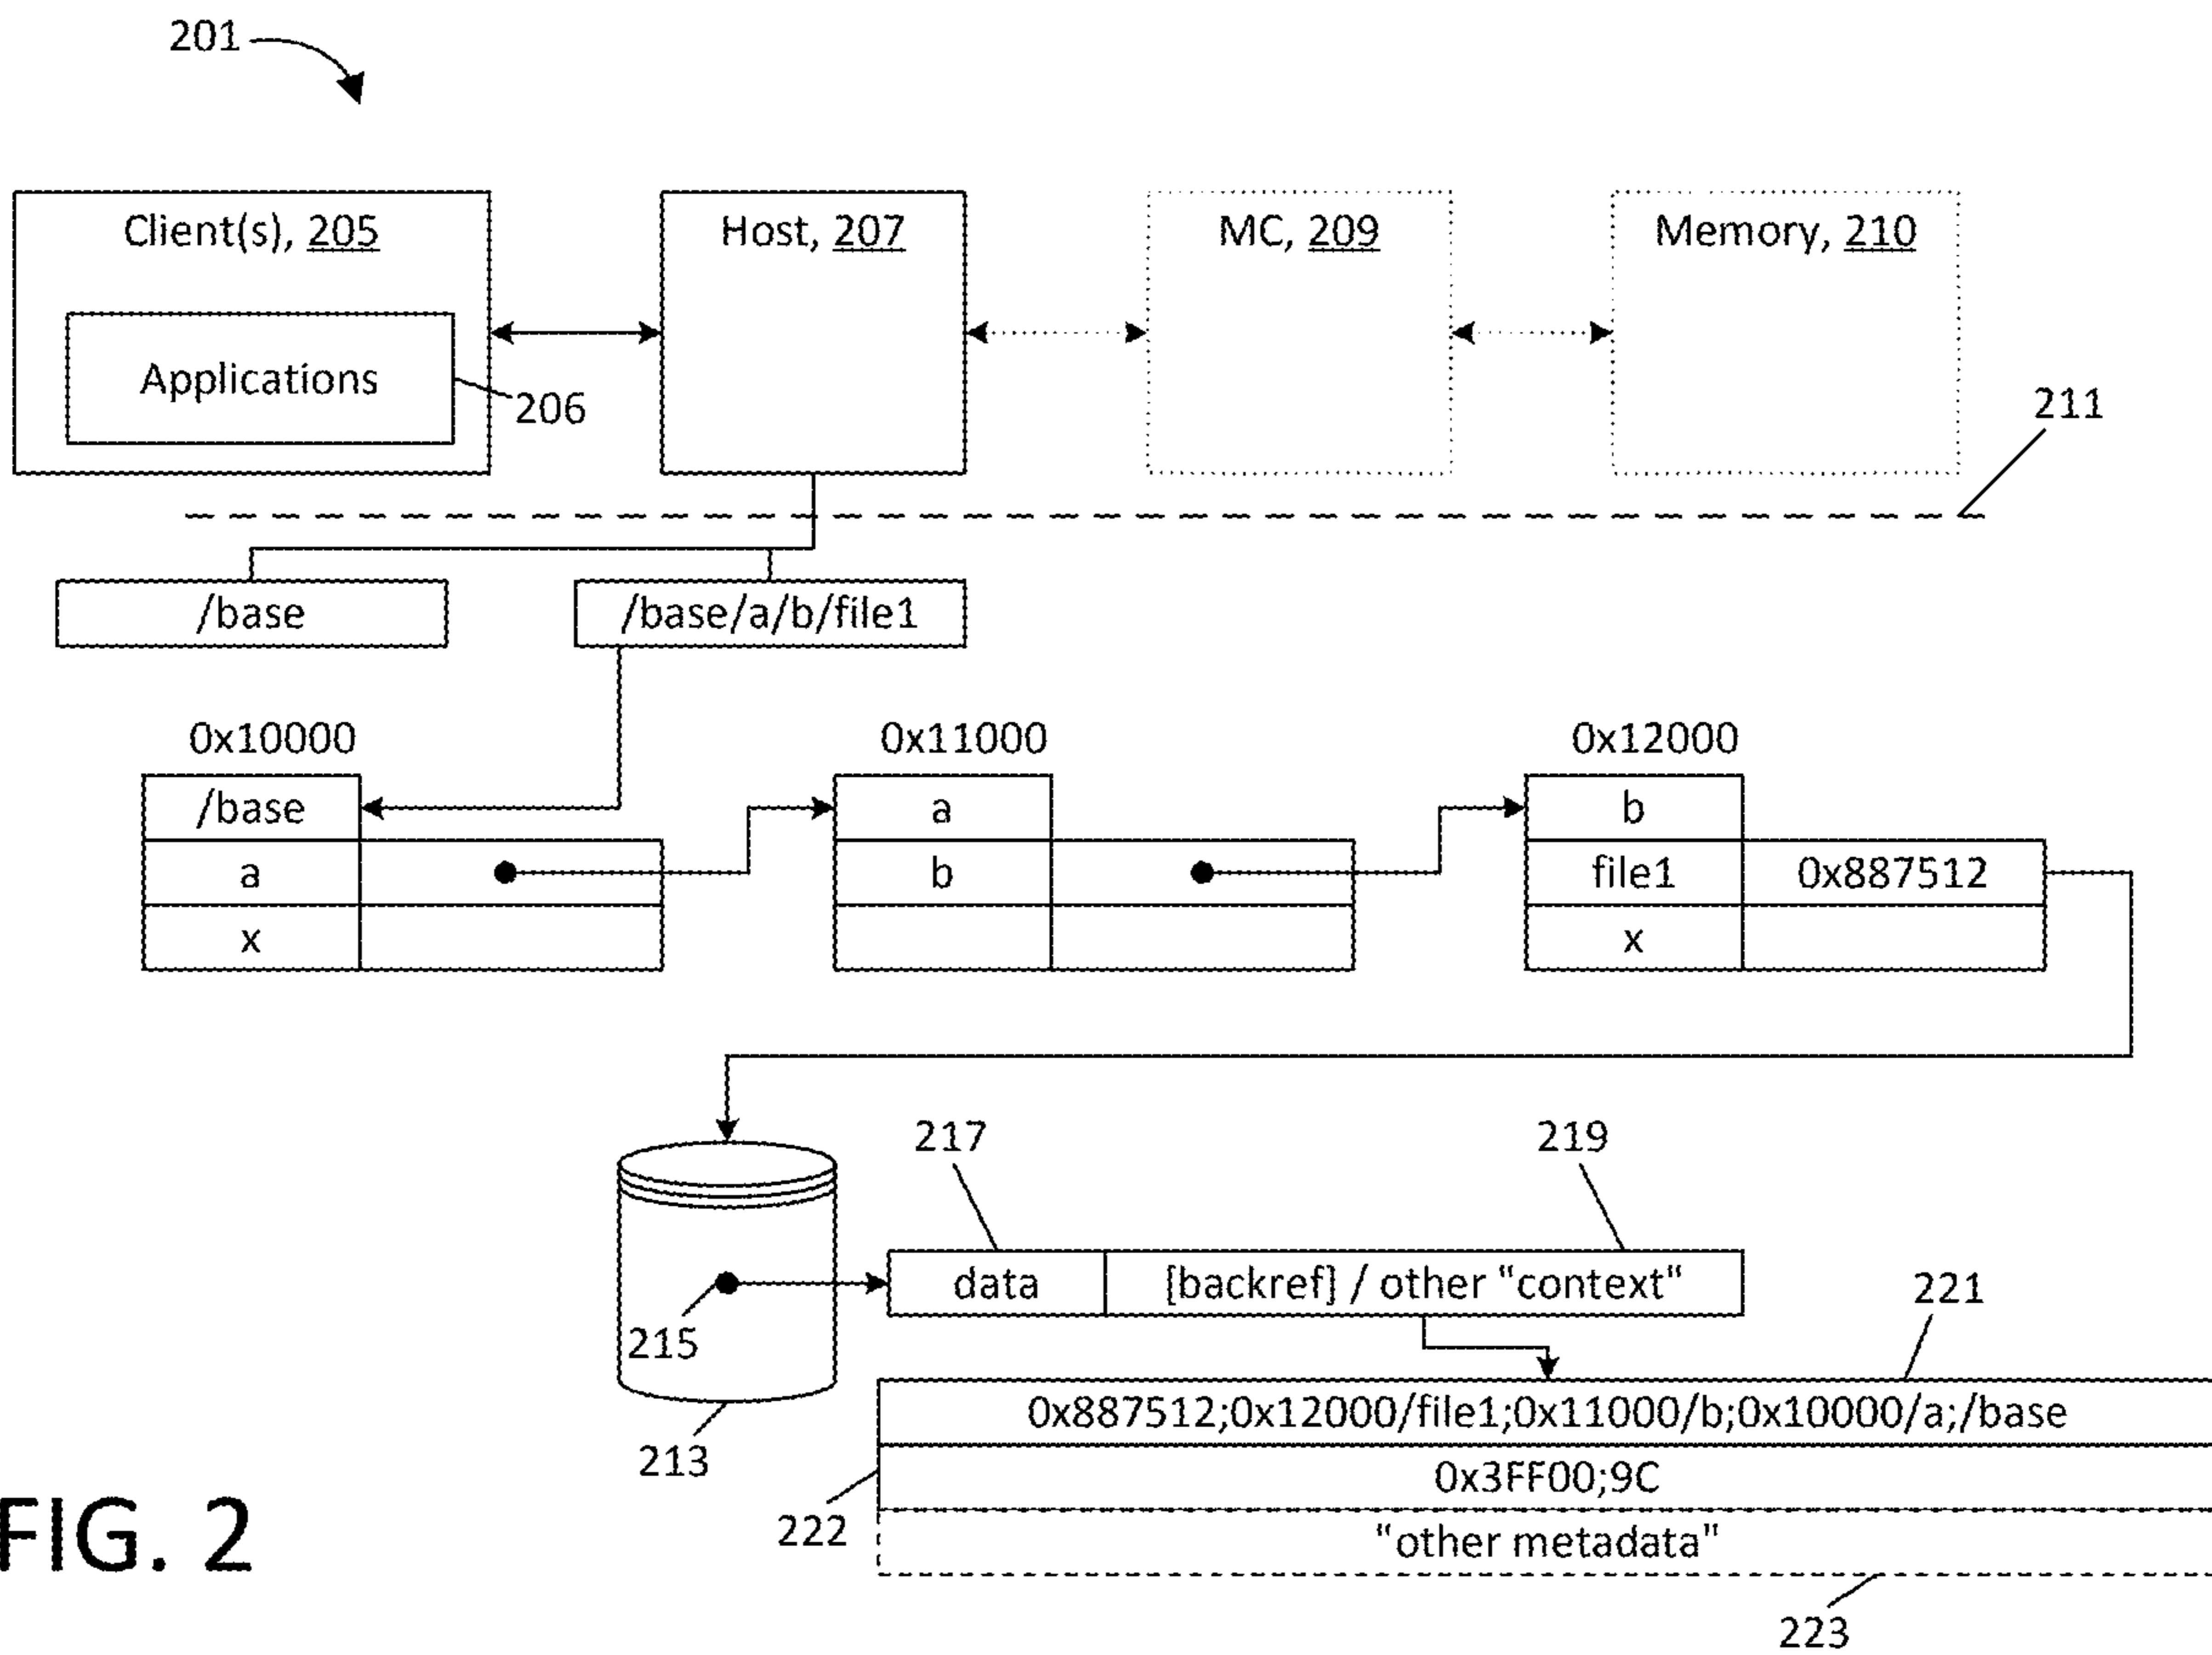 201
Client(s), 205
Host, 207
MC, 209
Memory, 210
Applications
206
211
/base
/base/a/b/file1
0x10000
0x11000
0x12000
/base
a
x
a
b
b
file1
0x887512
x
217
219
data
[backref] / other "context"
215
221
0x887512;0x12000/file1;0x11000/b;0x10000/a;/base
213
0x3FF00;9C
222
"other metadata"
223
FIG. 2